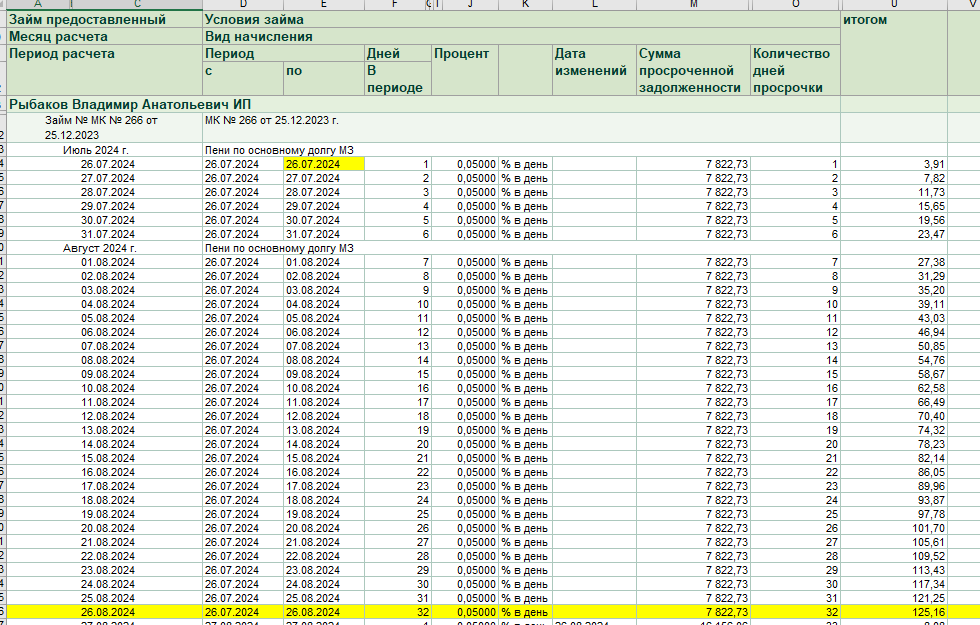 A C D E F G I J K L M O U V
Займ предоставленный Условия займа итогом
Месяц расчета Вид начисления
Период расчета Период Дней Процент Дата Сумма Количество
с по В изменений просроченной дней
периоде задолженности просрочки
Рыбаков Владимир Анатольевич ИП
Займ № МК № 266 от МК № 266 от 25.12.2023 г.
25.12.2023
Июль 2024 г. Пени по основному долгу МЗ
26.07.2024 26.07.2024 26.07.2024 1 0,05000 % в день 7 822,73 1 3,91
27.07.2024 26.07.2024 27.07.2024 2 0,05000 % в день 7 822,73 2 7,82
28.07.2024 26.07.2024 28.07.2024 3 0,05000 % в день 7 822,73 3 11,73
29.07.2024 26.07.2024 29.07.2024 4 0,05000 % в день 7 822,73 4 15,65
30.07.2024 26.07.2024 30.07.2024 5 0,05000 % в день 7 822,73 5 19,56
31.07.2024 26.07.2024 31.07.2024 6 0,05000 % в день 7 822,73 6 23,47
Август 2024 г. Пени по основному долгу МЗ
01.08.2024 26.07.2024 01.08.2024 7 0,05000 % в день 7 822,73 7 27,38
02.08.2024 26.07.2024 02.08.2024 8 0,05000 % в день 7 822,73 8 31,29
03.08.2024 26.07.2024 03.08.2024 9 0,05000 % в день 7 822,73 9 35,20
04.08.2024 26.07.2024 04.08.2024 10 0,05000 % в день 7 822,73 10 39,11
05.08.2024 26.07.2024 05.08.2024 11 0,05000 % в день 7 822,73 11 43,03
06.08.2024 26.07.2024 06.08.2024 12 0,05000 % в день 7 822,73 12 46,94
07.08.2024 26.07.2024 07.08.2024 13 0,05000 % в день 7 822,73 13 50,85
08.08.2024 26.07.2024 08.08.2024 14 0,05000 % в день 7 822,73 14 54,76
09.08.2024 26.07.2024 09.08.2024 15 0,05000 % в день 7 822,73 15 58,67
10.08.2024 26.07.2024 10.08.2024 16 0,05000 % в день 7 822,73 16 62,58
11.08.2024 26.07.2024 11.08.2024 17 0,05000 % в день 7 822,73 17 66,49
12.08.2024 26.07.2024 12.08.2024 18 0,05000 % в день 7 822,73 18 70,40
13.08.2024 26.07.2024 13.08.2024 19 0,05000 % в день 7 822,73 19 74,32
14.08.2024 26.07.2024 14.08.2024 20 0,05000 % в день 7 822,73 20 78,23
15.08.2024 26.07.2024 15.08.2024 21 0,05000 % в день 7 822,73 21 82,14
16.08.2024 26.07.2024 16.08.2024 22 0,05000 % в день 7 822,73 22 86,05
17.08.2024 26.07.2024 17.08.2024 23 0,05000 % в день 7 822,73 23 89,96
18.08.2024 26.07.2024 18.08.2024 24 0,05000 % в день 7 822,73 24 93,87
19.08.2024 26.07.2024 19.08.2024 25 0,05000 % в день 7 822,73 25 97,78
20.08.2024 26.07.2024 20.08.2024 26 0,05000 % в день 7 822,73 26 101,70
21.08.2024 26.07.2024 21.08.2024 27 0,05000 % в день 7 822,73 27 105,61
22.08.2024 26.07.2024 22.08.2024 28 0,05000 % в день 7 822,73 28 109,52
23.08.2024 26.07.2024 23.08.2024 29 0,05000 % в день 7 822,73 29 113,43
24.08.2024 26.07.2024 24.08.2024 30 0,05000 % в день 7 822,73 30 117,34
25.08.2024 26.07.2024 25.08.2024 31 0,05000 % в день 7 822,73 31 121,25
26.08.2024 26.07.2024 26.08.2024 32 0,05000 % в день 7 822,73 32 125,16